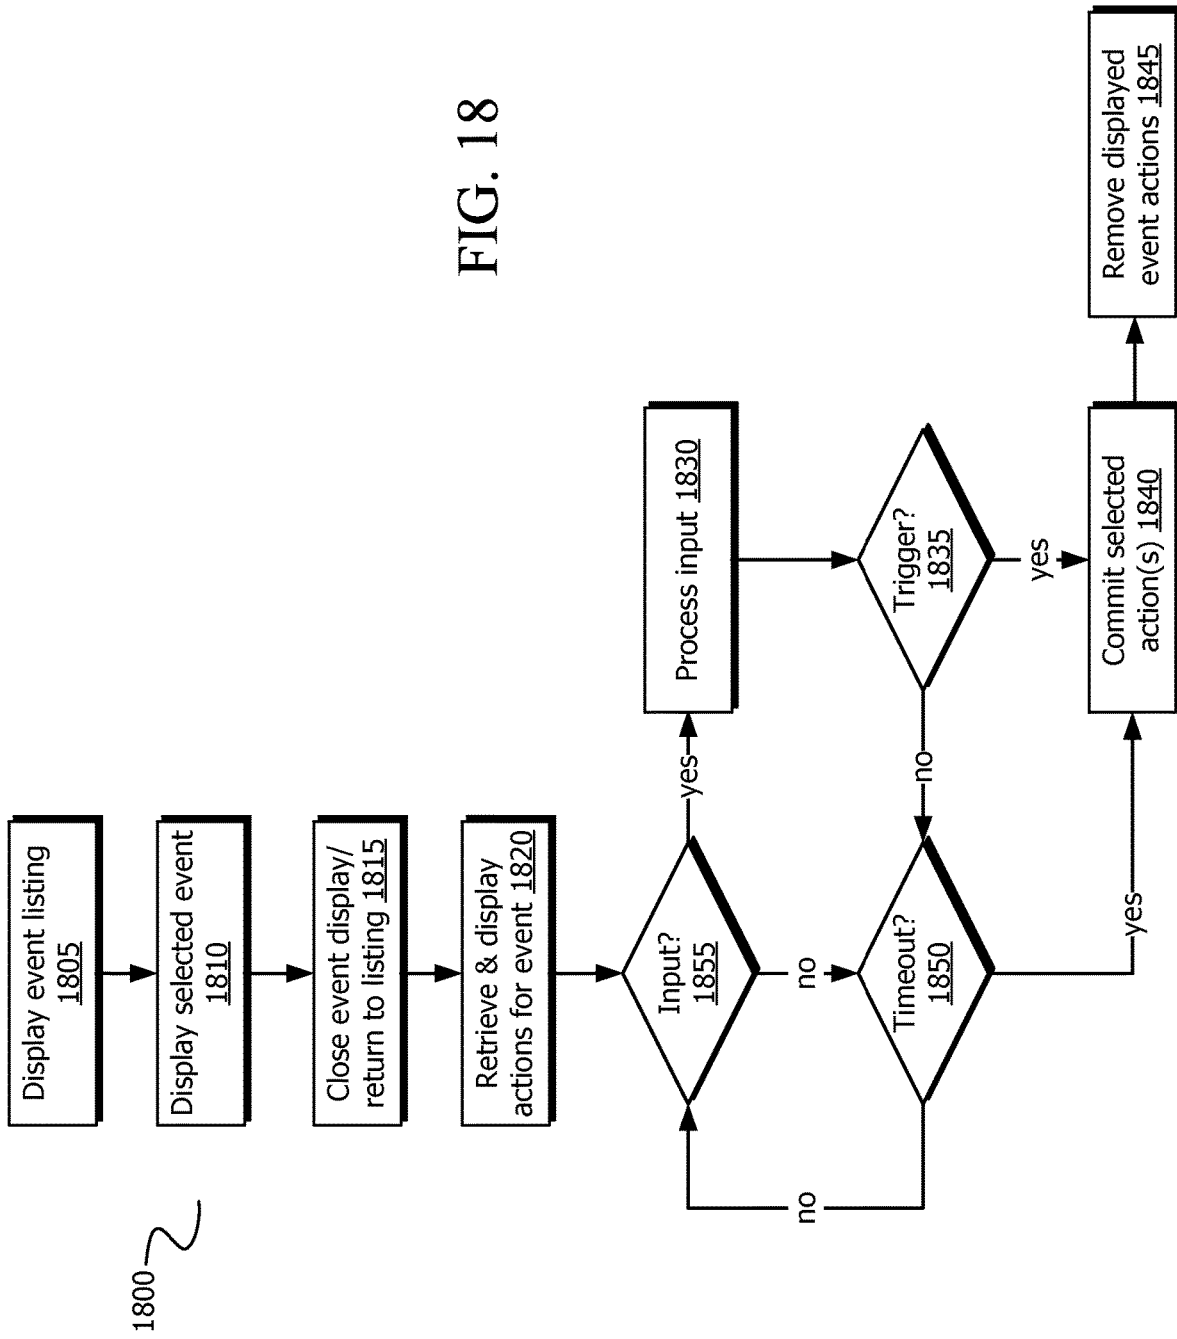 1800
Display event listing
1805
Display selected event
1810
Close event display/
return to listing 1815
Retrieve & display
actions for event 1820
Input?
1855
yes
no
Process input 1830
Trigger?
1835
no
yes
Timeout?
1850
no
yes
Commit selected
action(s) 1840
Remove displayed
event actions 1845
FIG. 18